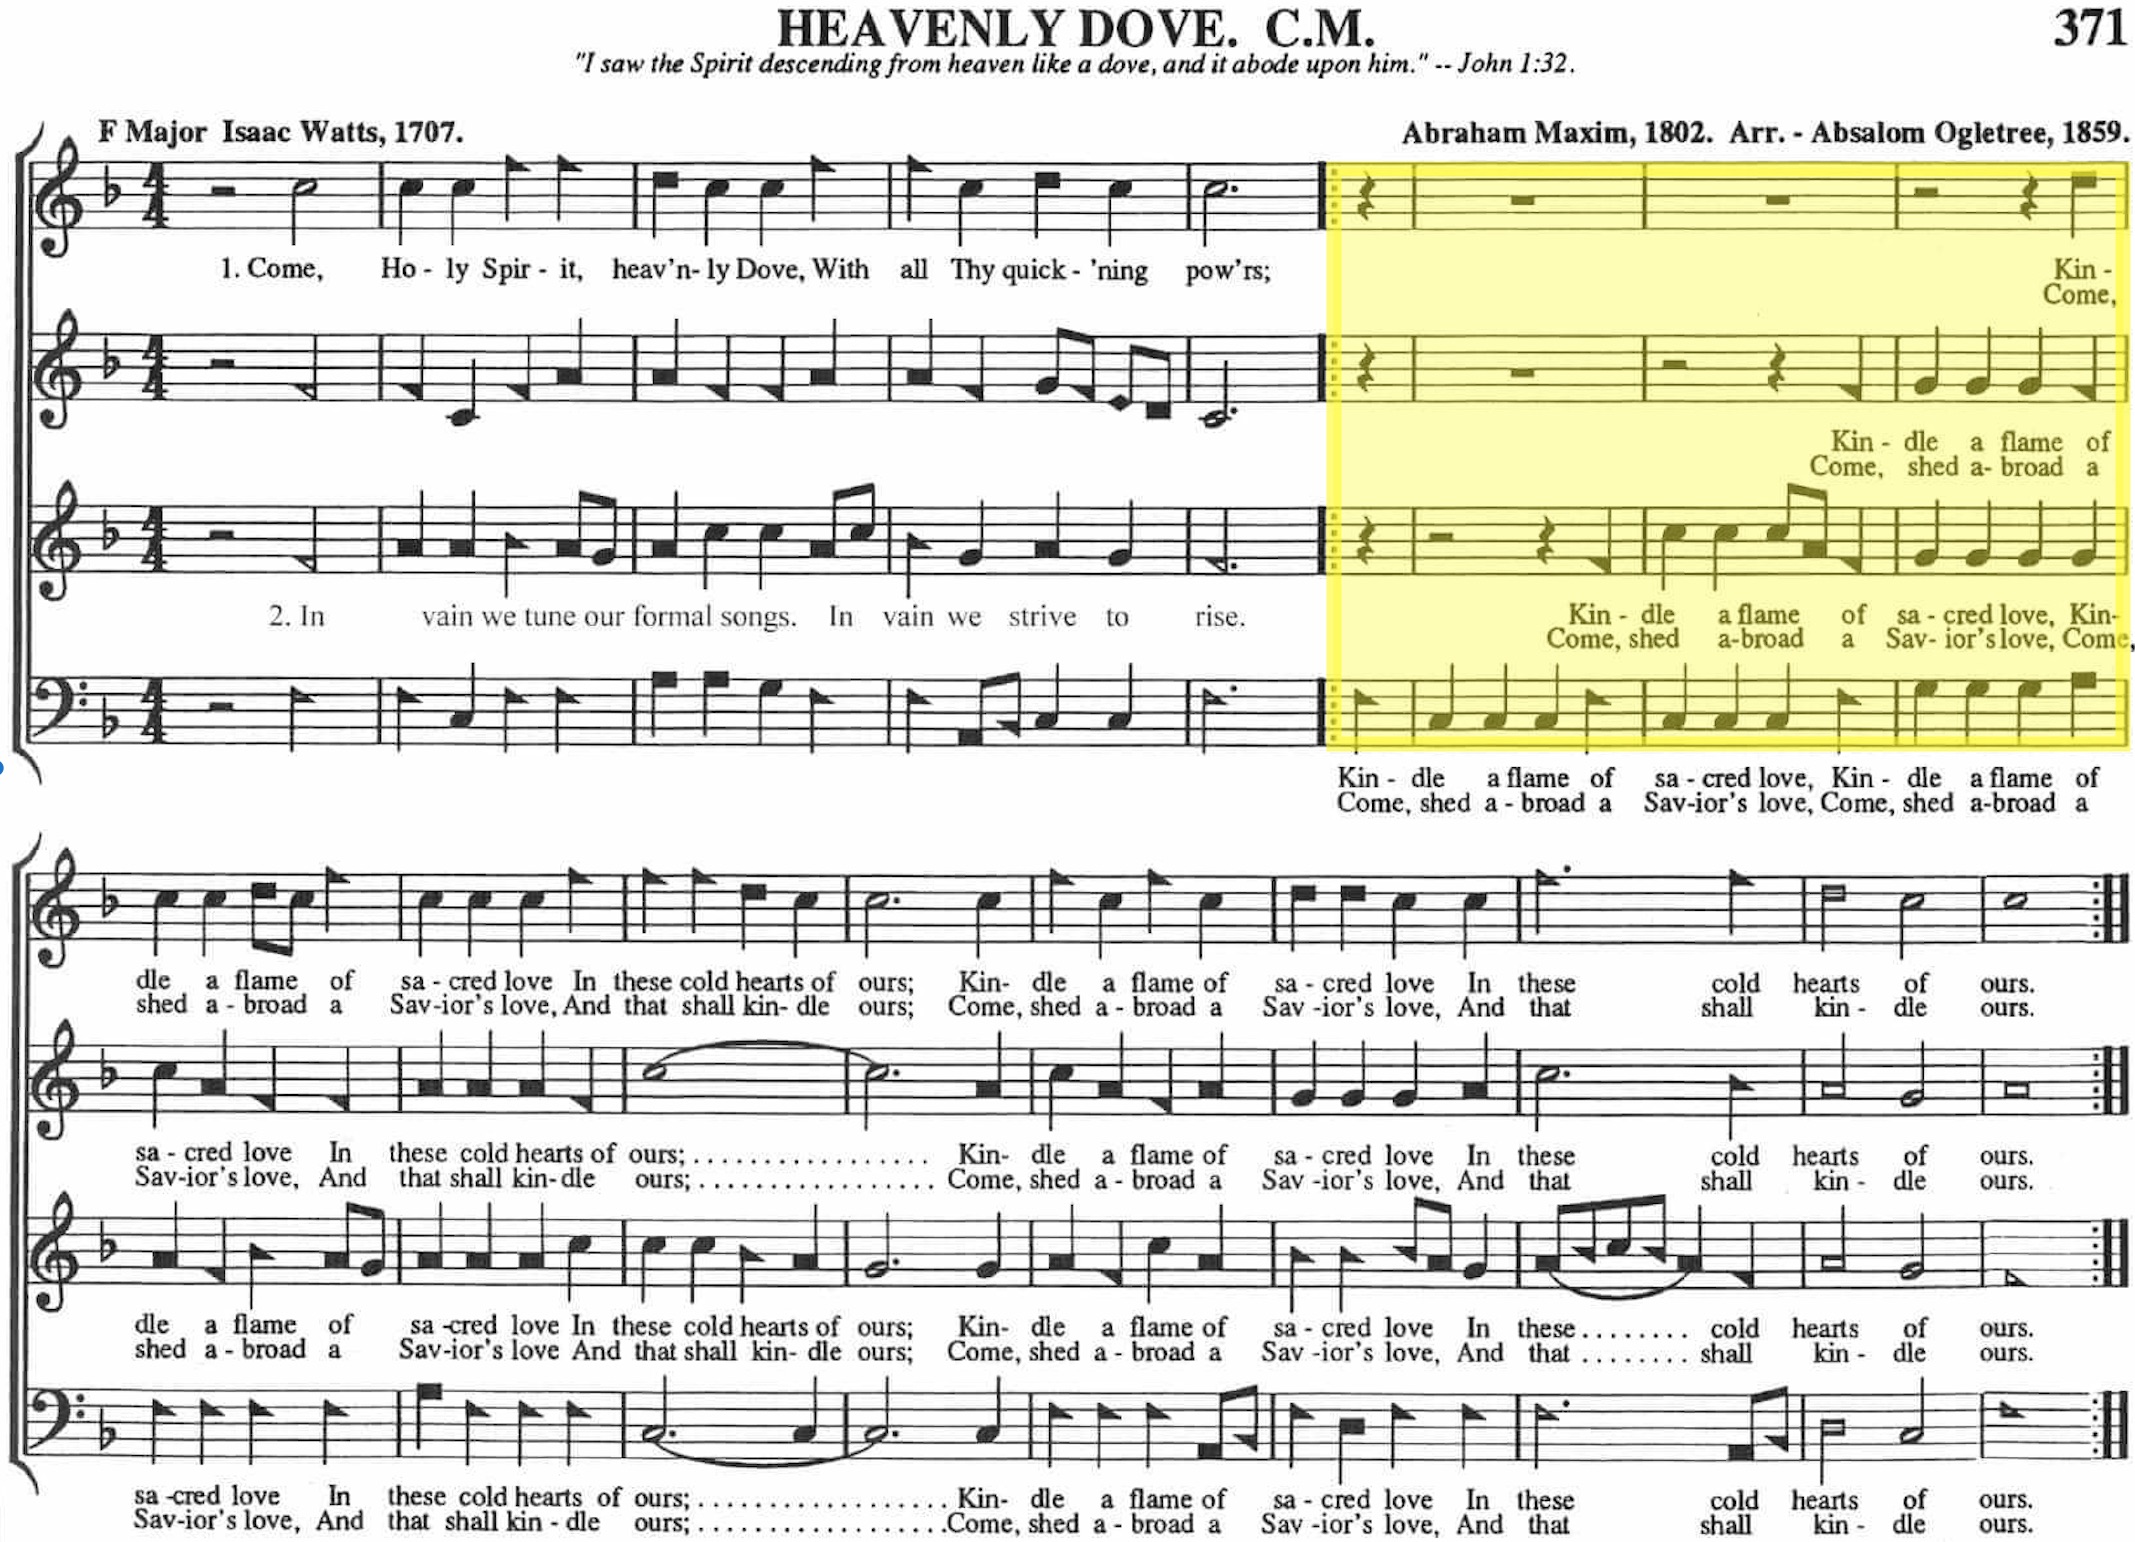 HEAVENLY DOVE. C.M.
371
"I saw the Spirit descending from heaven like a dove, and it abode upon him." -- John 1:32.
F Major Isaac Watts, 1707.
Abraham Maxim, 1802. Arr. - Absalom Ogletree, 1859.
4 4
1. Come, Ho - ly Spir - it, heav'n- ly Dove, With all Thy quick - 'ning pow'rs; Kin -
Come,
4 4
Kin - dle a flame of
Come, shed a- broad a
4 4
2. In vain we tune our formal songs. In vain we strive to rise. Kin - dle a flame of sa - cred love, Kin-
Come, shed a-broad a Sav- ior's love, Come,
4 4
Kin - dle a flame of sa - cred love, Kin - dle a flame of
Come, shed a - broad a Sav-ior's love, Come, shed a-broad a
dle a flame of sa - cred love In these cold hearts of ours; Kin- dle a flame of sa - cred love In these cold hearts of ours.
shed a - broad a Sav-ior's love, And that shall kin- dle ours; Come, shed a - broad a Sav -ior's love, And that shall kin - dle ours.
sa - cred love In these cold hearts of ours; .................. Kin- dle a flame of sa - cred love In these cold hearts of ours.
Sav-ior's love, And that shall kin-dle ours; .................. Come, shed a - broad a Sav -ior's love, And that shall kin - dle ours.
dle a flame of sa -cred love In these cold hearts of ours; Kin- dle a flame of sa - cred love In these ........ cold hearts of ours.
shed a - broad a Sav-ior's love And that shall kin- dle ours; Come, shed a - broad a Sav -ior's love, And that ........ shall kin - dle ours.
sa -cred love In these cold hearts of ours; ................... Kin- dle a flame of sa - cred love In these cold hearts of ours.
Sav-ior's love, And that shall kin - dle ours; ...................Come, shed a - broad a Sav -ior's love, And that shall kin - dle ours.